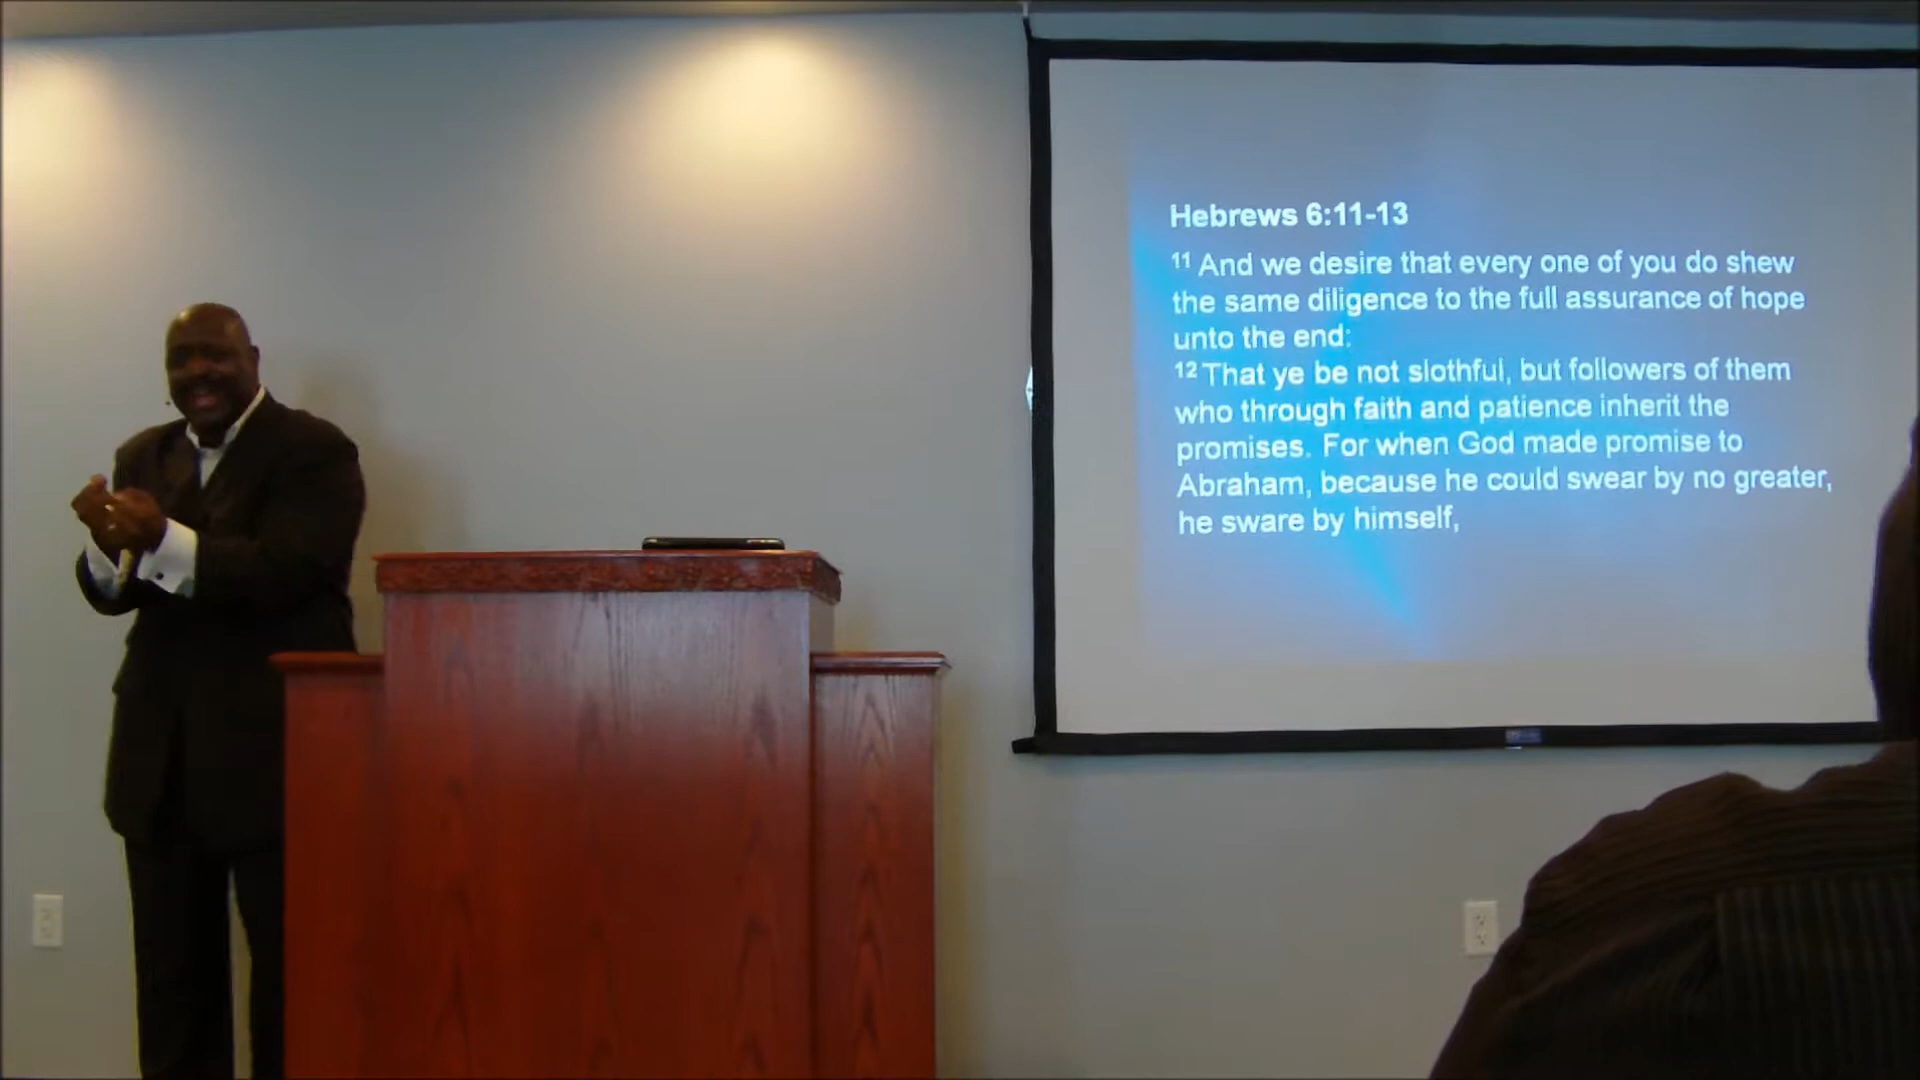 Hebrews 6:11-13
11 And we desire that every one of you do shew
the same diligence to the full assurance of hope
unto the end:
12 That ye be not slothful, but followers of them
who through faith and patience inherit the
promises. For when God made promise to
Abraham, because he could swear by no greater,
he sware by himself,